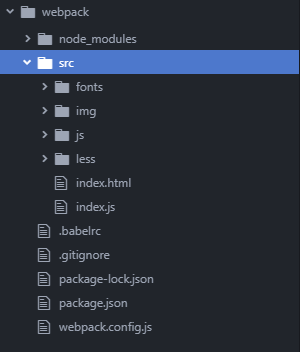 webpack
node_modules
src
fonts
img
js
less
index.html
index.js
.babelrc
.gitignore
package-lock.json
package.json
webpack.config.js